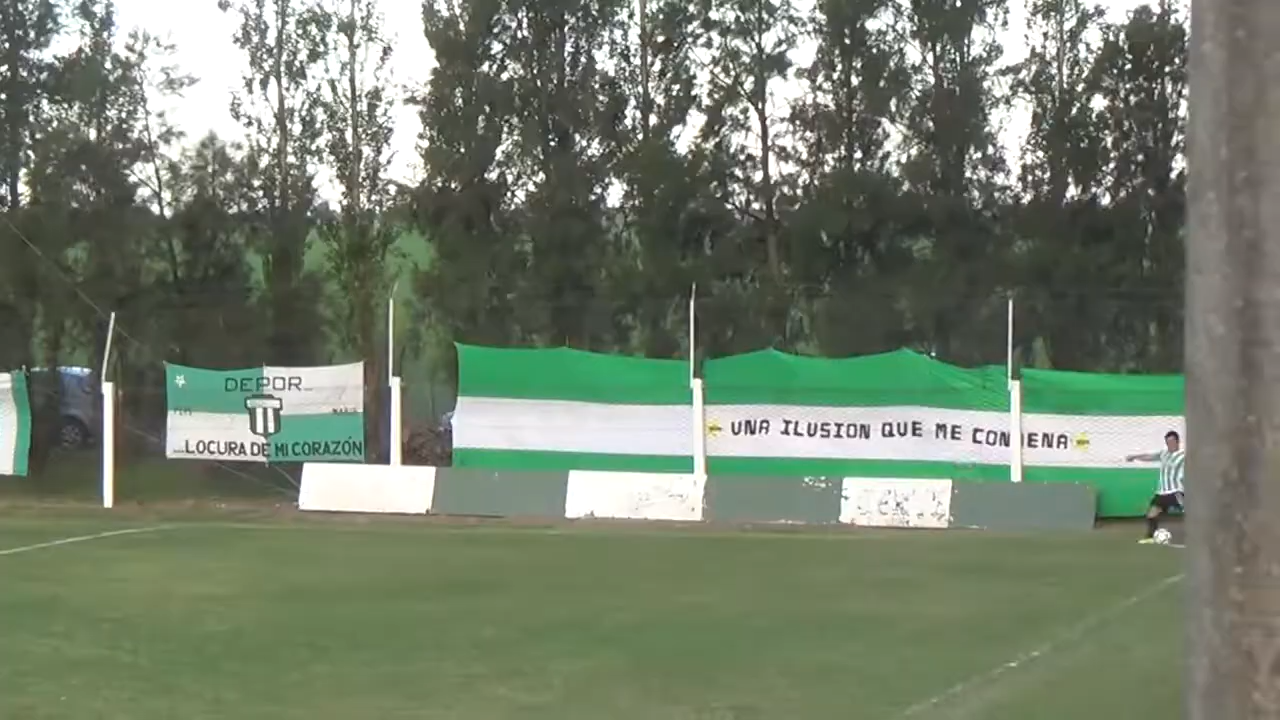 DEPOR...
...LOCURA DE MI CORAZÓN
UNA ILUSION QUE ME CONDENA